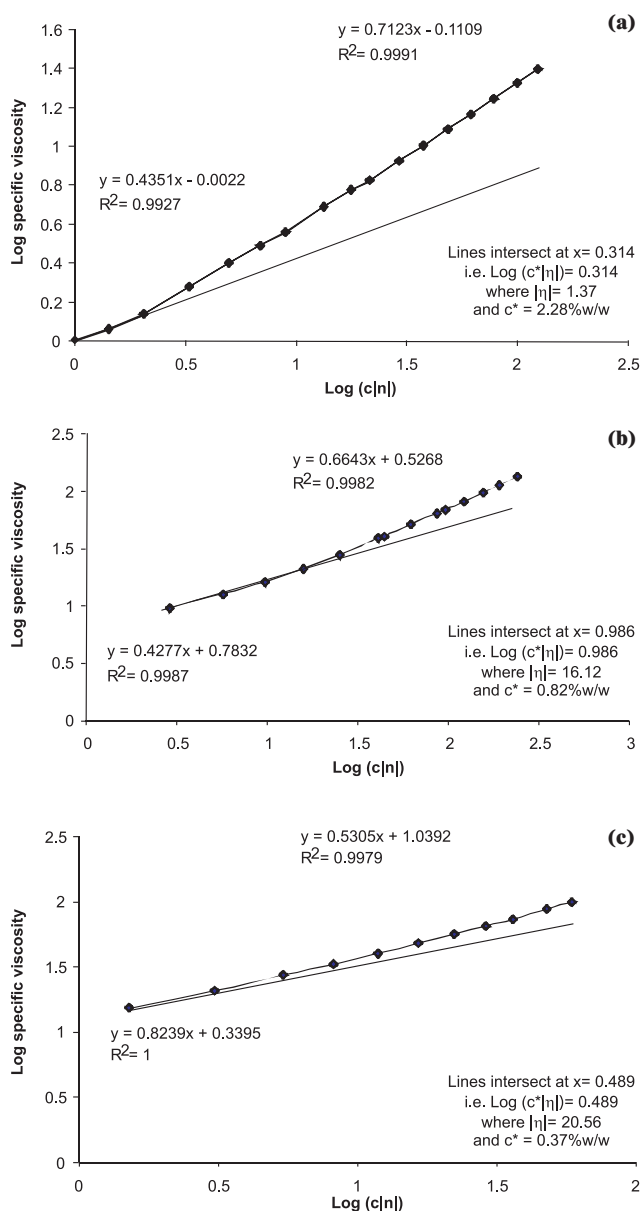 (a)
y = 0.7123x - 0.1109
R2= 0.9991
1.6
1.4
1.2
1
0.8
0.6
0.4
0.2
0
Log specific viscosity
y = 0.4351x - 0.0022
R2= 0.9927
Lines intersect at x= 0.314
i.e. Log (c*|η|)= 0.314
where |η|= 1.37
and c* = 2.28%w/w
0 0.5 1 1.5 2 2.5
Log (c|n|)
(b)
y = 0.6643x + 0.5268
R2= 0.9982
2.5
2
1.5
1
0.5
0
Log specific viscosity
y = 0.4277x + 0.7832
R2= 0.9987
Lines intersect at x= 0.986
i.e. Log (c*|η|)= 0.986
where |η|= 16.12
and c* = 0.82%w/w
0 0.5 1 1.5 2 2.5 3
Log (c|n|)
(c)
y = 0.5305x + 1.0392
R2= 0.9979
2.5
2
1.5
1
0.5
0
Log specific viscosity
y = 0.8239x + 0.3395
R2= 1
Lines intersect at x= 0.489
i.e. Log (c*|η|)= 0.489
where |η|= 20.56
and c* = 0.37%w/w
0 0.5 1 1.5 2
Log (c|n|)